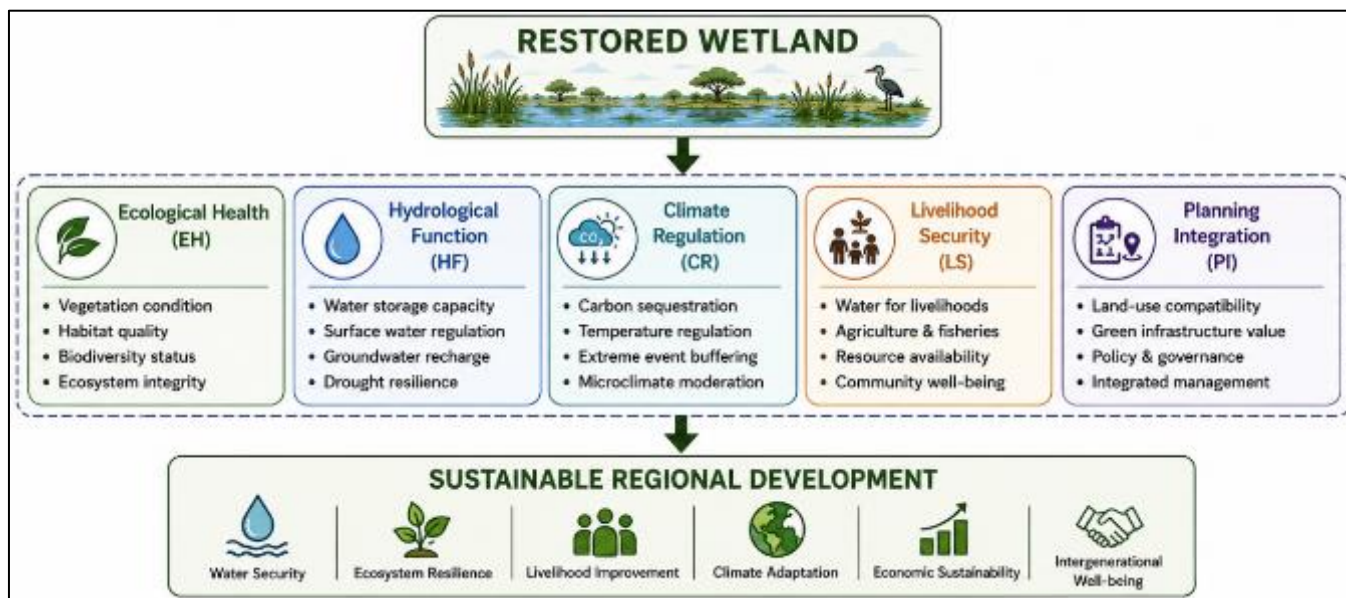 RESTORED WETLAND
Ecological Health
(EH)
• Vegetation condition
• Habitat quality
• Biodiversity status
• Ecosystem integrity
Hydrological
Function
(HF)
• Water storage capacity
• Surface water regulation
• Groundwater recharge
• Drought resilience
CO₂
Climate
Regulation
(CR)
• Carbon sequestration
• Temperature regulation
• Extreme event buffering
• Microclimate moderation
Livelihood
Security
(LS)
• Water for livelihoods
• Agriculture & fisheries
• Resource availability
• Community well-being
Planning
Integration
(PI)
• Land-use compatibility
• Green infrastructure value
• Policy & governance
• Integrated management
SUSTAINABLE REGIONAL DEVELOPMENT
Water Security
Ecosystem Resilience
Livelihood Improvement
Climate Adaptation
Economic Sustainability
Intergenerational
Well-being